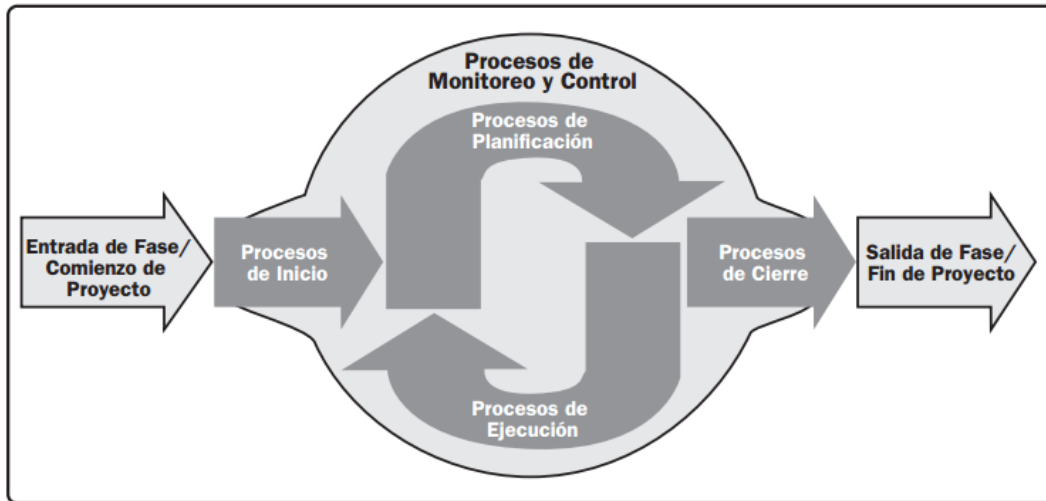 Procesos de
Monitoreo y Control
Procesos de
Planificación
Entrada de Fase/
Comienzo de
Proyecto
Procesos
de Inicio
Procesos
de Cierre
Salida de Fase/
Fin de Proyecto
Procesos de
Ejecución